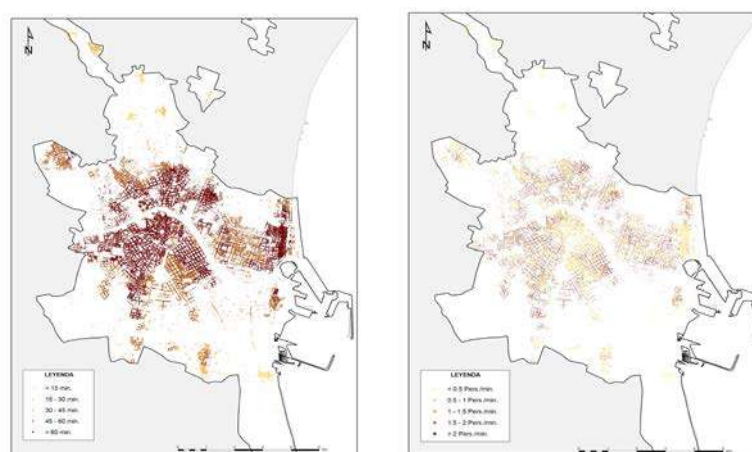 N
LEYENDA
< 15 min.
15 - 30 min.
30 - 45 min.
45 - 60 min.
> 60 min.
N
LEYENDA
< 0.5 Pers./min.
0.5 - 1 Pers./min.
1 - 1.5 Pers./min.
1.5 - 2 Pers./min.
> 2 Pers./min.